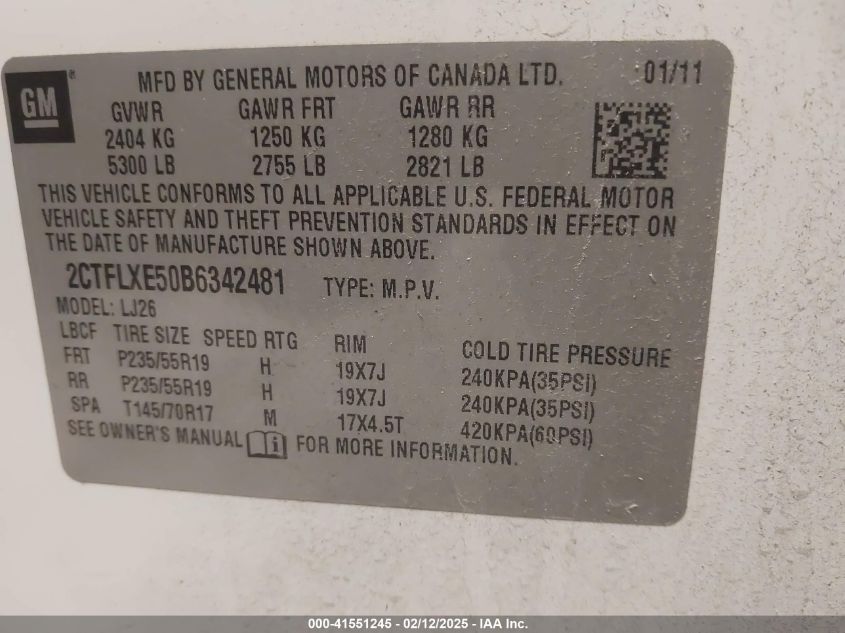 GM ® MFD BY GENERAL MOTORS OF CANADA LTD. 01/11
GVWR GAWR FRT GAWR RR
2404 KG 1250 KG 1280 KG
5300 LB 2755 LB 2821 LB
THIS VEHICLE CONFORMS TO ALL APPLICABLE U.S. FEDERAL MOTOR
VEHICLE SAFETY AND THEFT PREVENTION STANDARDS IN EFFECT ON
THE DATE OF MANUFACTURE SHOWN ABOVE.
2CTFLXE50B6342481 TYPE: M.P.V.
MODEL: LJ26
LBCF TIRE SIZE SPEED RTG RIM COLD TIRE PRESSURE
FRT P235/55R19 H 19X7J 240KPA(35PSI)
RR P235/55R19 H 19X7J 240KPA(35PSI)
SPA T145/70R17 M 17X4.5T 420KPA(60PSI)
SEE OWNER'S MANUAL FOR MORE INFORMATION.
000-41551245 - 02/12/2025 - IAA Inc.